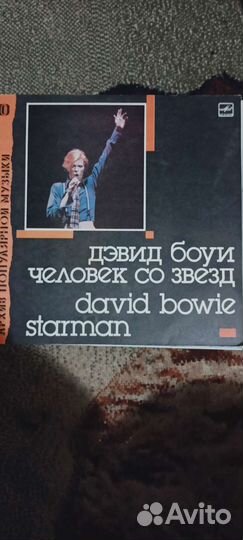 10
АРХИВ ПОПУЛЯРНОЙ МУЗЫКИ
дэвид боуи
человек со звезд
david bowie
starman
Avito